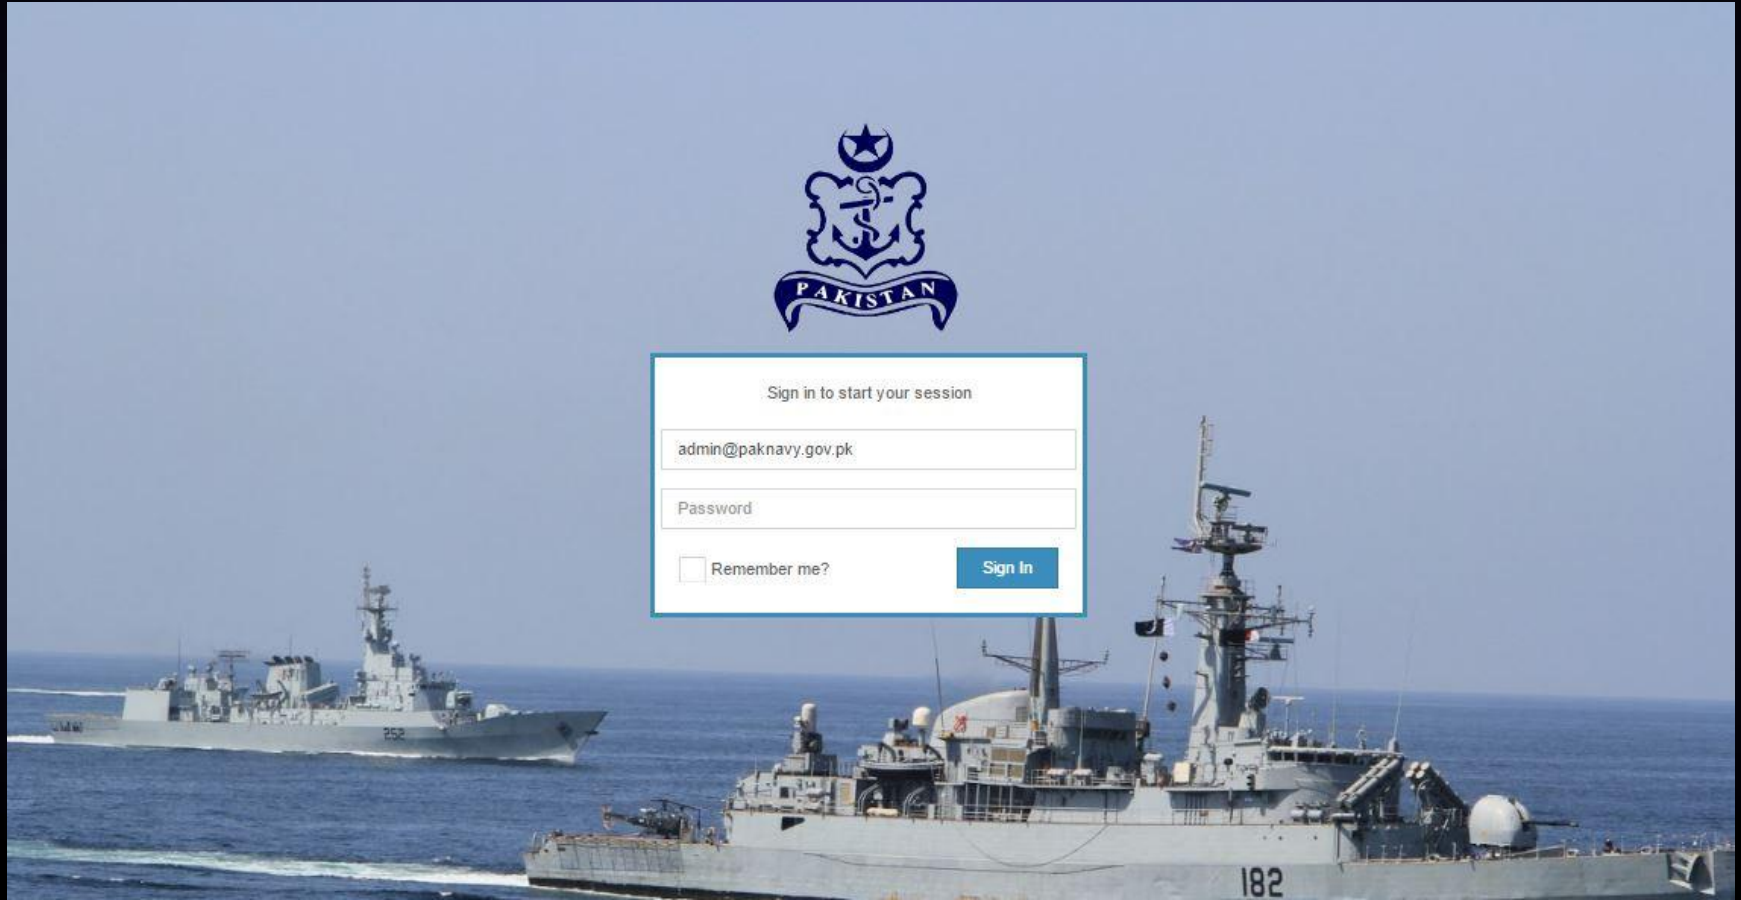 PAKISTAN
Sign in to start your session
admin@paknavy.gov.pk
Password
Remember me?
Sign In
252
182